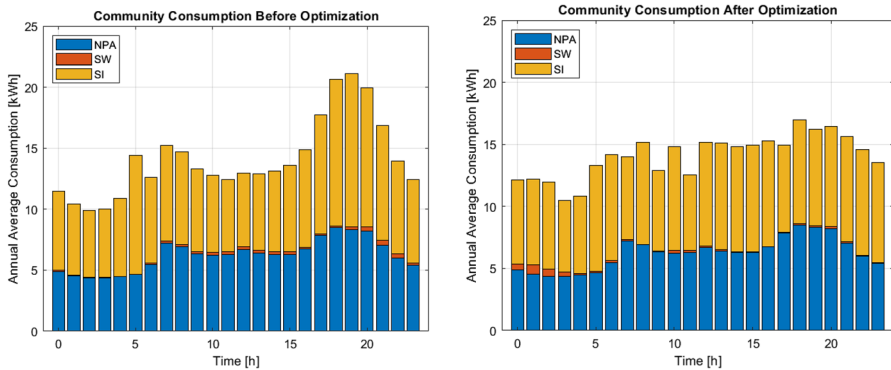 Community Consumption Before Optimization
Annual Average Consumption [kWh]
25
20
15
10
5
0
NPA
SW
SI
0 5 10 15 20
Time [h]
Community Consumption After Optimization
Annual Average Consumption [kWh]
25
20
15
10
5
0
NPA
SW
SI
0 5 10 15 20
Time [h]